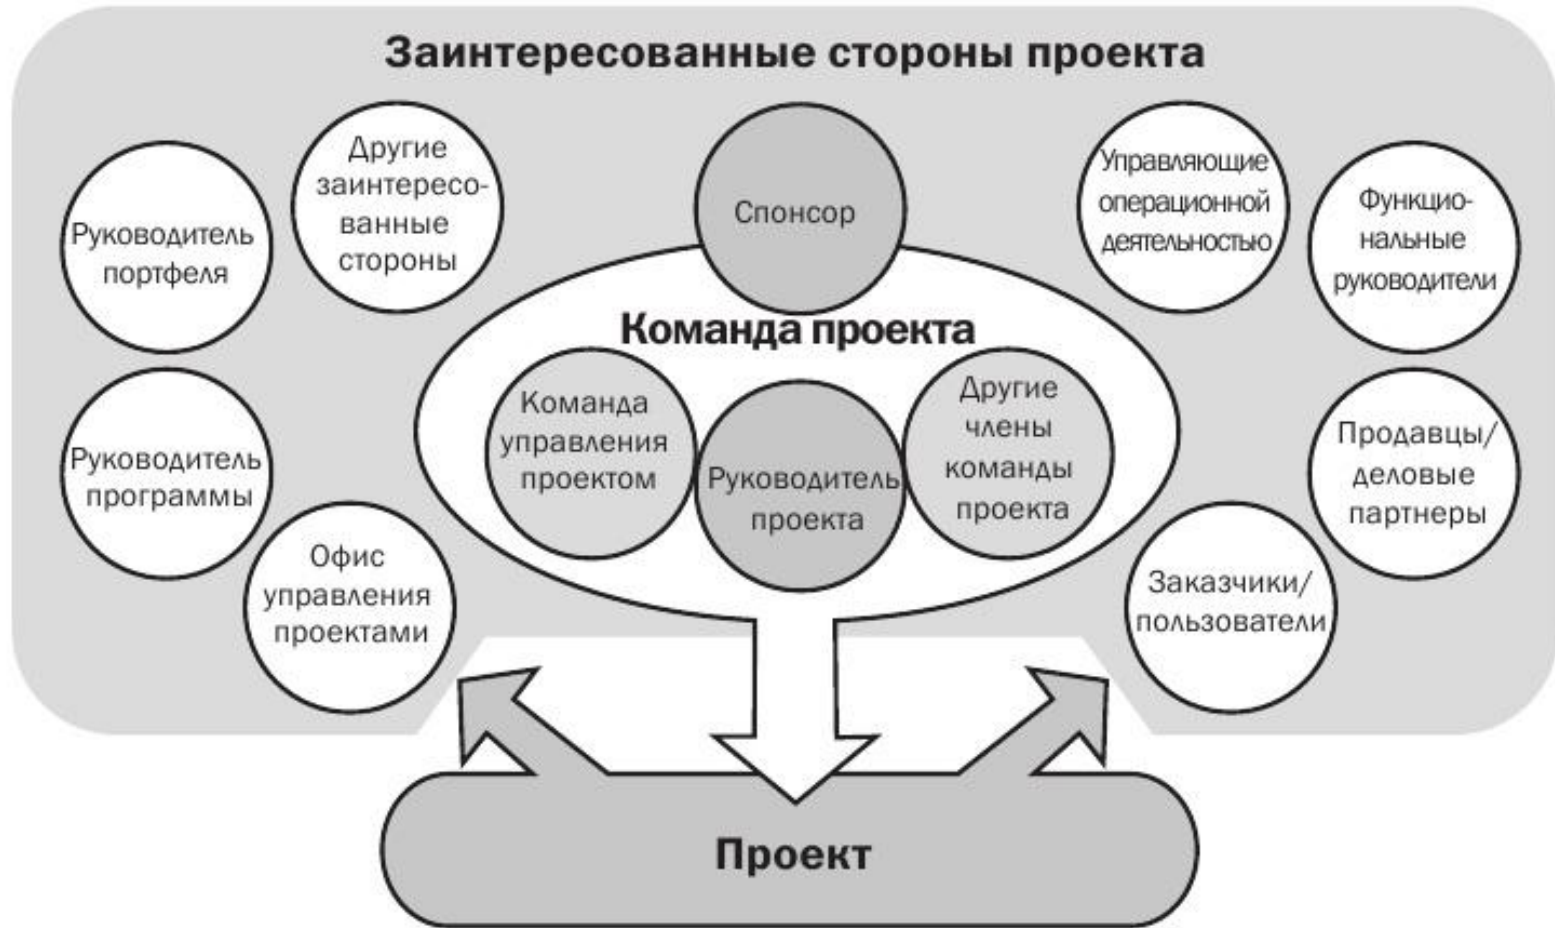 Заинтересованные стороны проекта
Руководитель
портфеля
Другие
заинтересо-
ванные
стороны
Спонсор
Управляющие
операционной
деятельностью
Функцио-
нальные
руководители
Команда проекта
Команда
управления
проектом
Руководитель
проекта
Другие
члены
команды
проекта
Руководитель
программы
Офис
управления
проектами
Продавцы/
деловые
партнеры
Заказчики/
пользователи
Проект